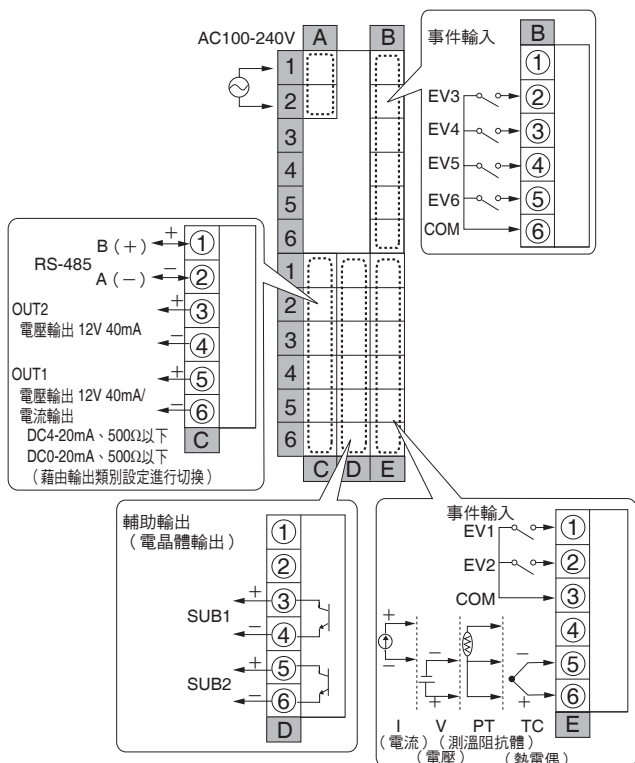 AC100-240V
A
B
1
2
3
4
5
6
1
2
3
4
5
6
C D E
事件輸入
B
①
EV3 ②
EV4 ③
EV5 ④
EV6 ⑤
COM ⑥
RS-485
B（+） + ①
A（−） − ②
OUT2 + ③
電壓輸出 12V 40mA
− ④
OUT1 + ⑤
電壓輸出 12V 40mA/
電流輸出 − ⑥
DC4-20mA、500Ω以下
DC0-20mA、500Ω以下
（藉由輸出類別設定進行切換）
C
輔助輸出
（電晶體輸出）
①
②
SUB1
+ ③
− ④
SUB2
+ ⑤
− ⑥
D
事件輸入
EV1 ①
EV2 ②
COM ③
④
⑤
⑥
+ − − + − +
I V PT TC E
（電流）（測溫阻抗體）
（電壓） （熱電偶）